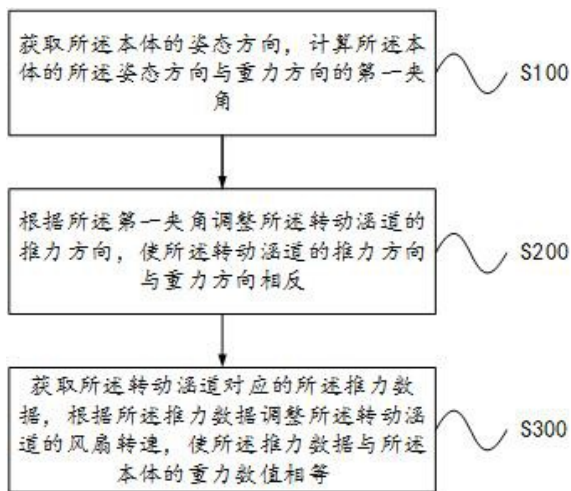 获取所述本体的姿态方向，计算所述本
体的所述姿态方向与重力方向的第一夹
角
S100
根据所述第一夹角调整所述转动涵道的
推力方向，使所述转动涵道的推力方向
与重力方向相反
S200
获取所述转动涵道对应的所述推力数
据，根据所述推力数据调整所述转动涵
道的风扇转速，使所述推力数据与所述
本体的重力数值相等
S300